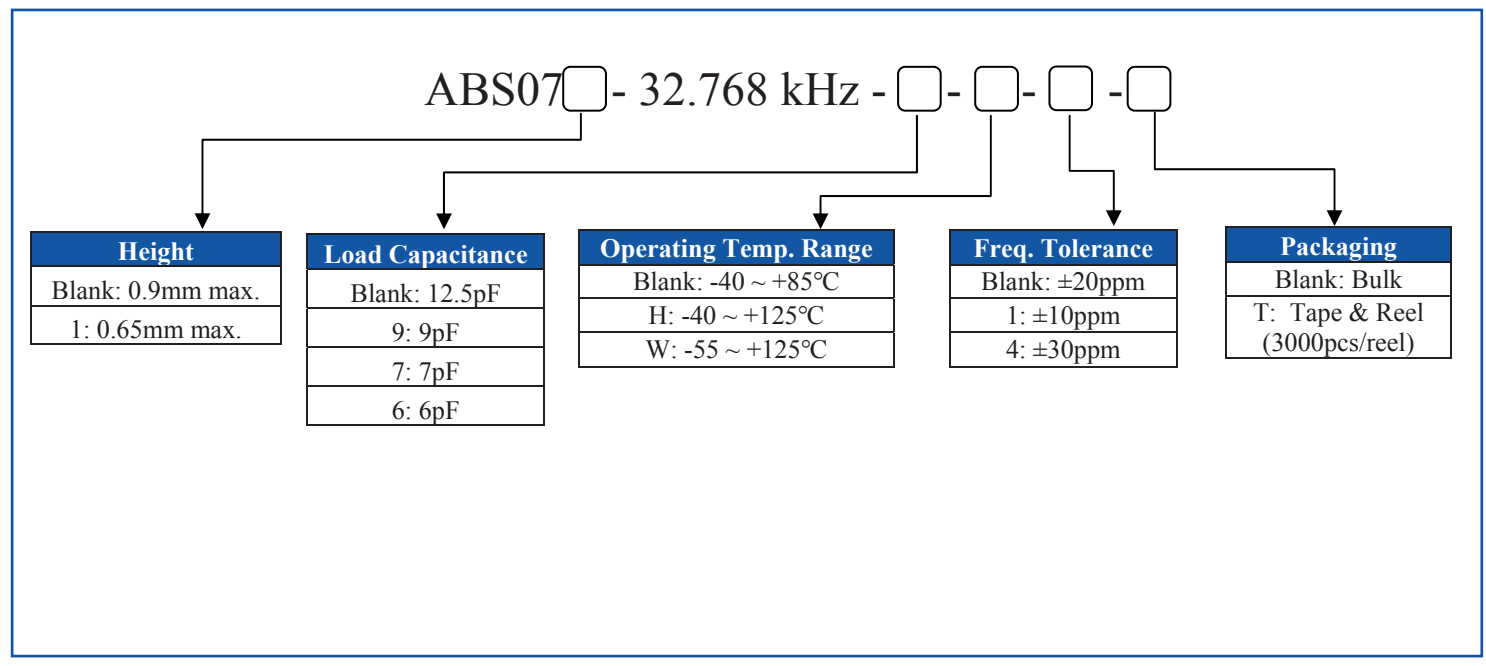 ABS07 - 32.768 kHz - - - -
Height
Blank: 0.9mm max.
1: 0.65mm max.
Load Capacitance
Blank: 12.5pF
9: 9pF
7: 7pF
6: 6pF
Operating Temp. Range
Blank: -40 ~ +85℃
H: -40 ~ +125℃
W: -55 ~ +125℃
Freq. Tolerance
Blank: ±20ppm
1: ±10ppm
4: ±30ppm
Packaging
Blank: Bulk
T: Tape & Reel
(3000pcs/reel)